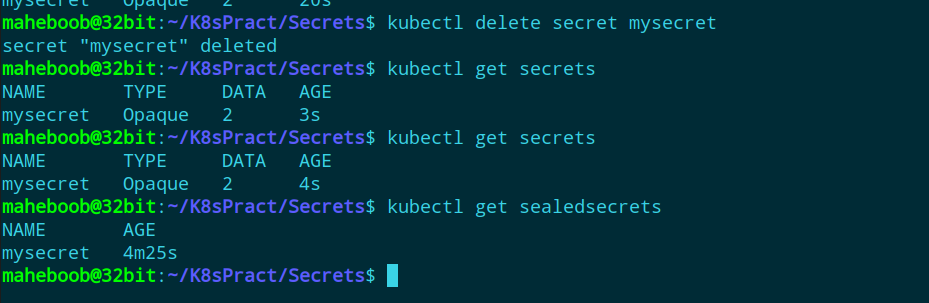 mysecret   Opaque   2      20s
maheboob@32bit:~/K8sPract/Secrets$ kubectl delete secret mysecret
secret "mysecret" deleted
maheboob@32bit:~/K8sPract/Secrets$ kubectl get secrets
NAME       TYPE     DATA   AGE
mysecret   Opaque   2      3s
maheboob@32bit:~/K8sPract/Secrets$ kubectl get secrets
NAME       TYPE     DATA   AGE
mysecret   Opaque   2      4s
maheboob@32bit:~/K8sPract/Secrets$ kubectl get sealedsecrets
NAME       AGE
mysecret   4m25s
maheboob@32bit:~/K8sPract/Secrets$